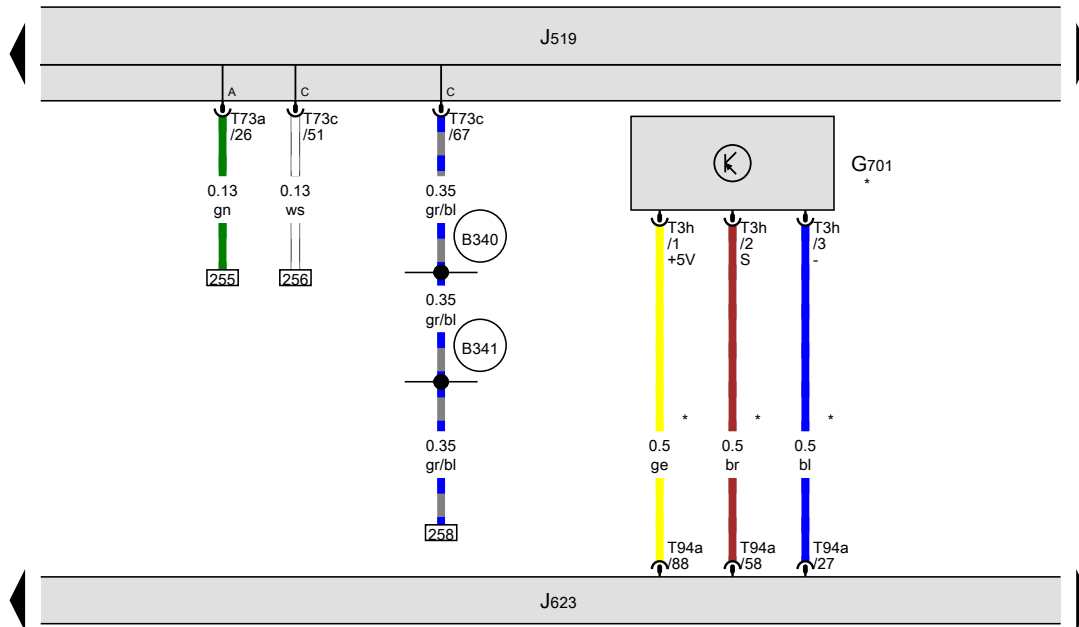 J519
A
C
C
T73a
/26
T73c
/51
T73c
/67
0.13
gn
0.13
ws
0.35
gr/bl
B340
255
256
0.35
gr/bl
B341
0.35
gr/bl
258
G701
*
T3h
/1
+5V
T3h
/2
S
T3h
/3
-
*
*
*
0.5
ge
0.5
br
0.5
bl
T94a
/88
T94a
/58
T94a
/27
J623